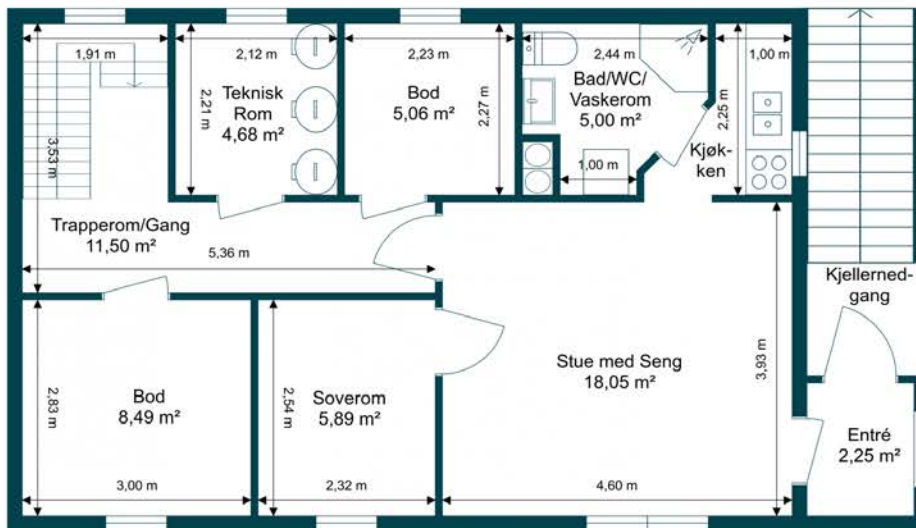 1,91 m
2,12 m
2,23 m
2,44 m
1,00 m
Teknisk
Rom
4,68 m²
2,21 m
Bod
5,06 m²
2,27 m
Bad/WC/
Vaskerom
5,00 m²
2,25 m
1,00 m
Kjøk-
ken
3,53 m
Trapperom/Gang
11,50 m²
5,36 m
Kjellerned-
gang
2,83 m
Bod
8,49 m²
2,54 m
Soverom
5,89 m²
Stue med Seng
18,05 m²
3,93 m
Entré
2,25 m²
3,00 m
2,32 m
4,60 m